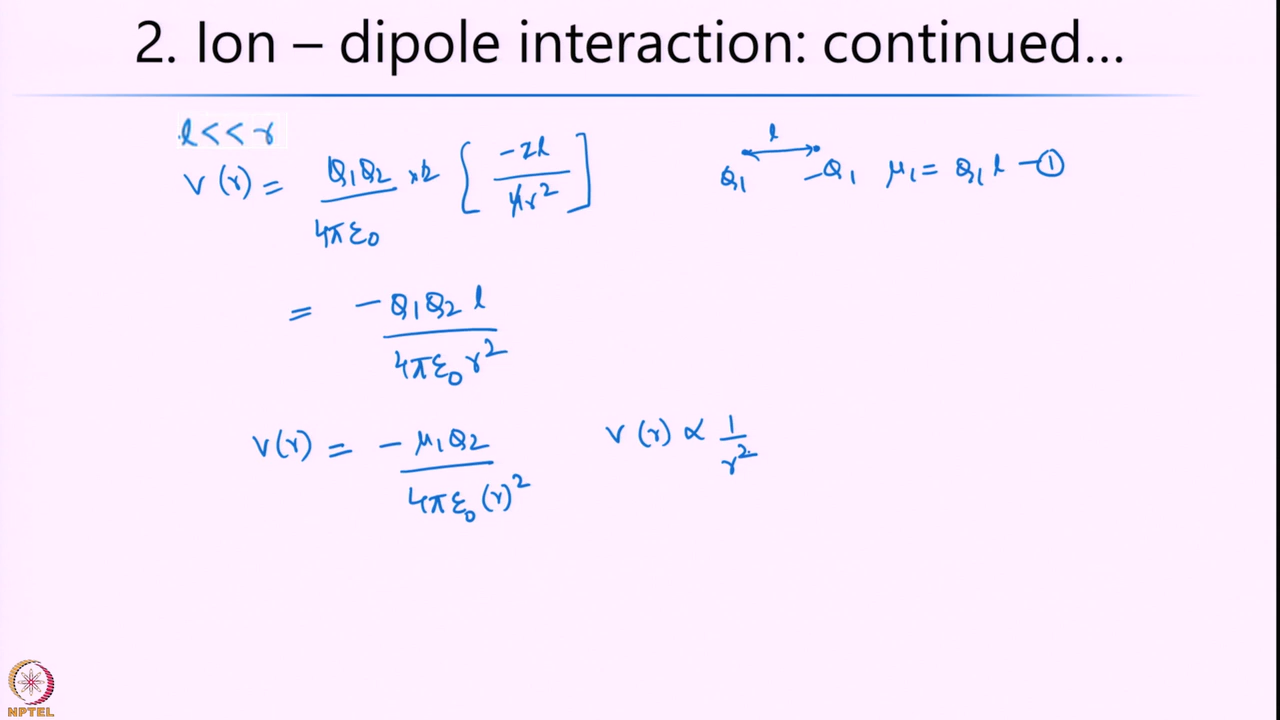 2. Ion – dipole interaction: continued...
l << r
V(r) = Q₁Q₂ / 4πε₀ × 2 [ -2l / 4r² ]
l
Q₁ -Q₁ μ₁ = Q₁ l —①
= -Q₁Q₂ l / 4πε₀ r²
V(r) = -μ₁Q₂ / 4πε₀ (r)² V(r) ∝ 1 / r²
NPTEL